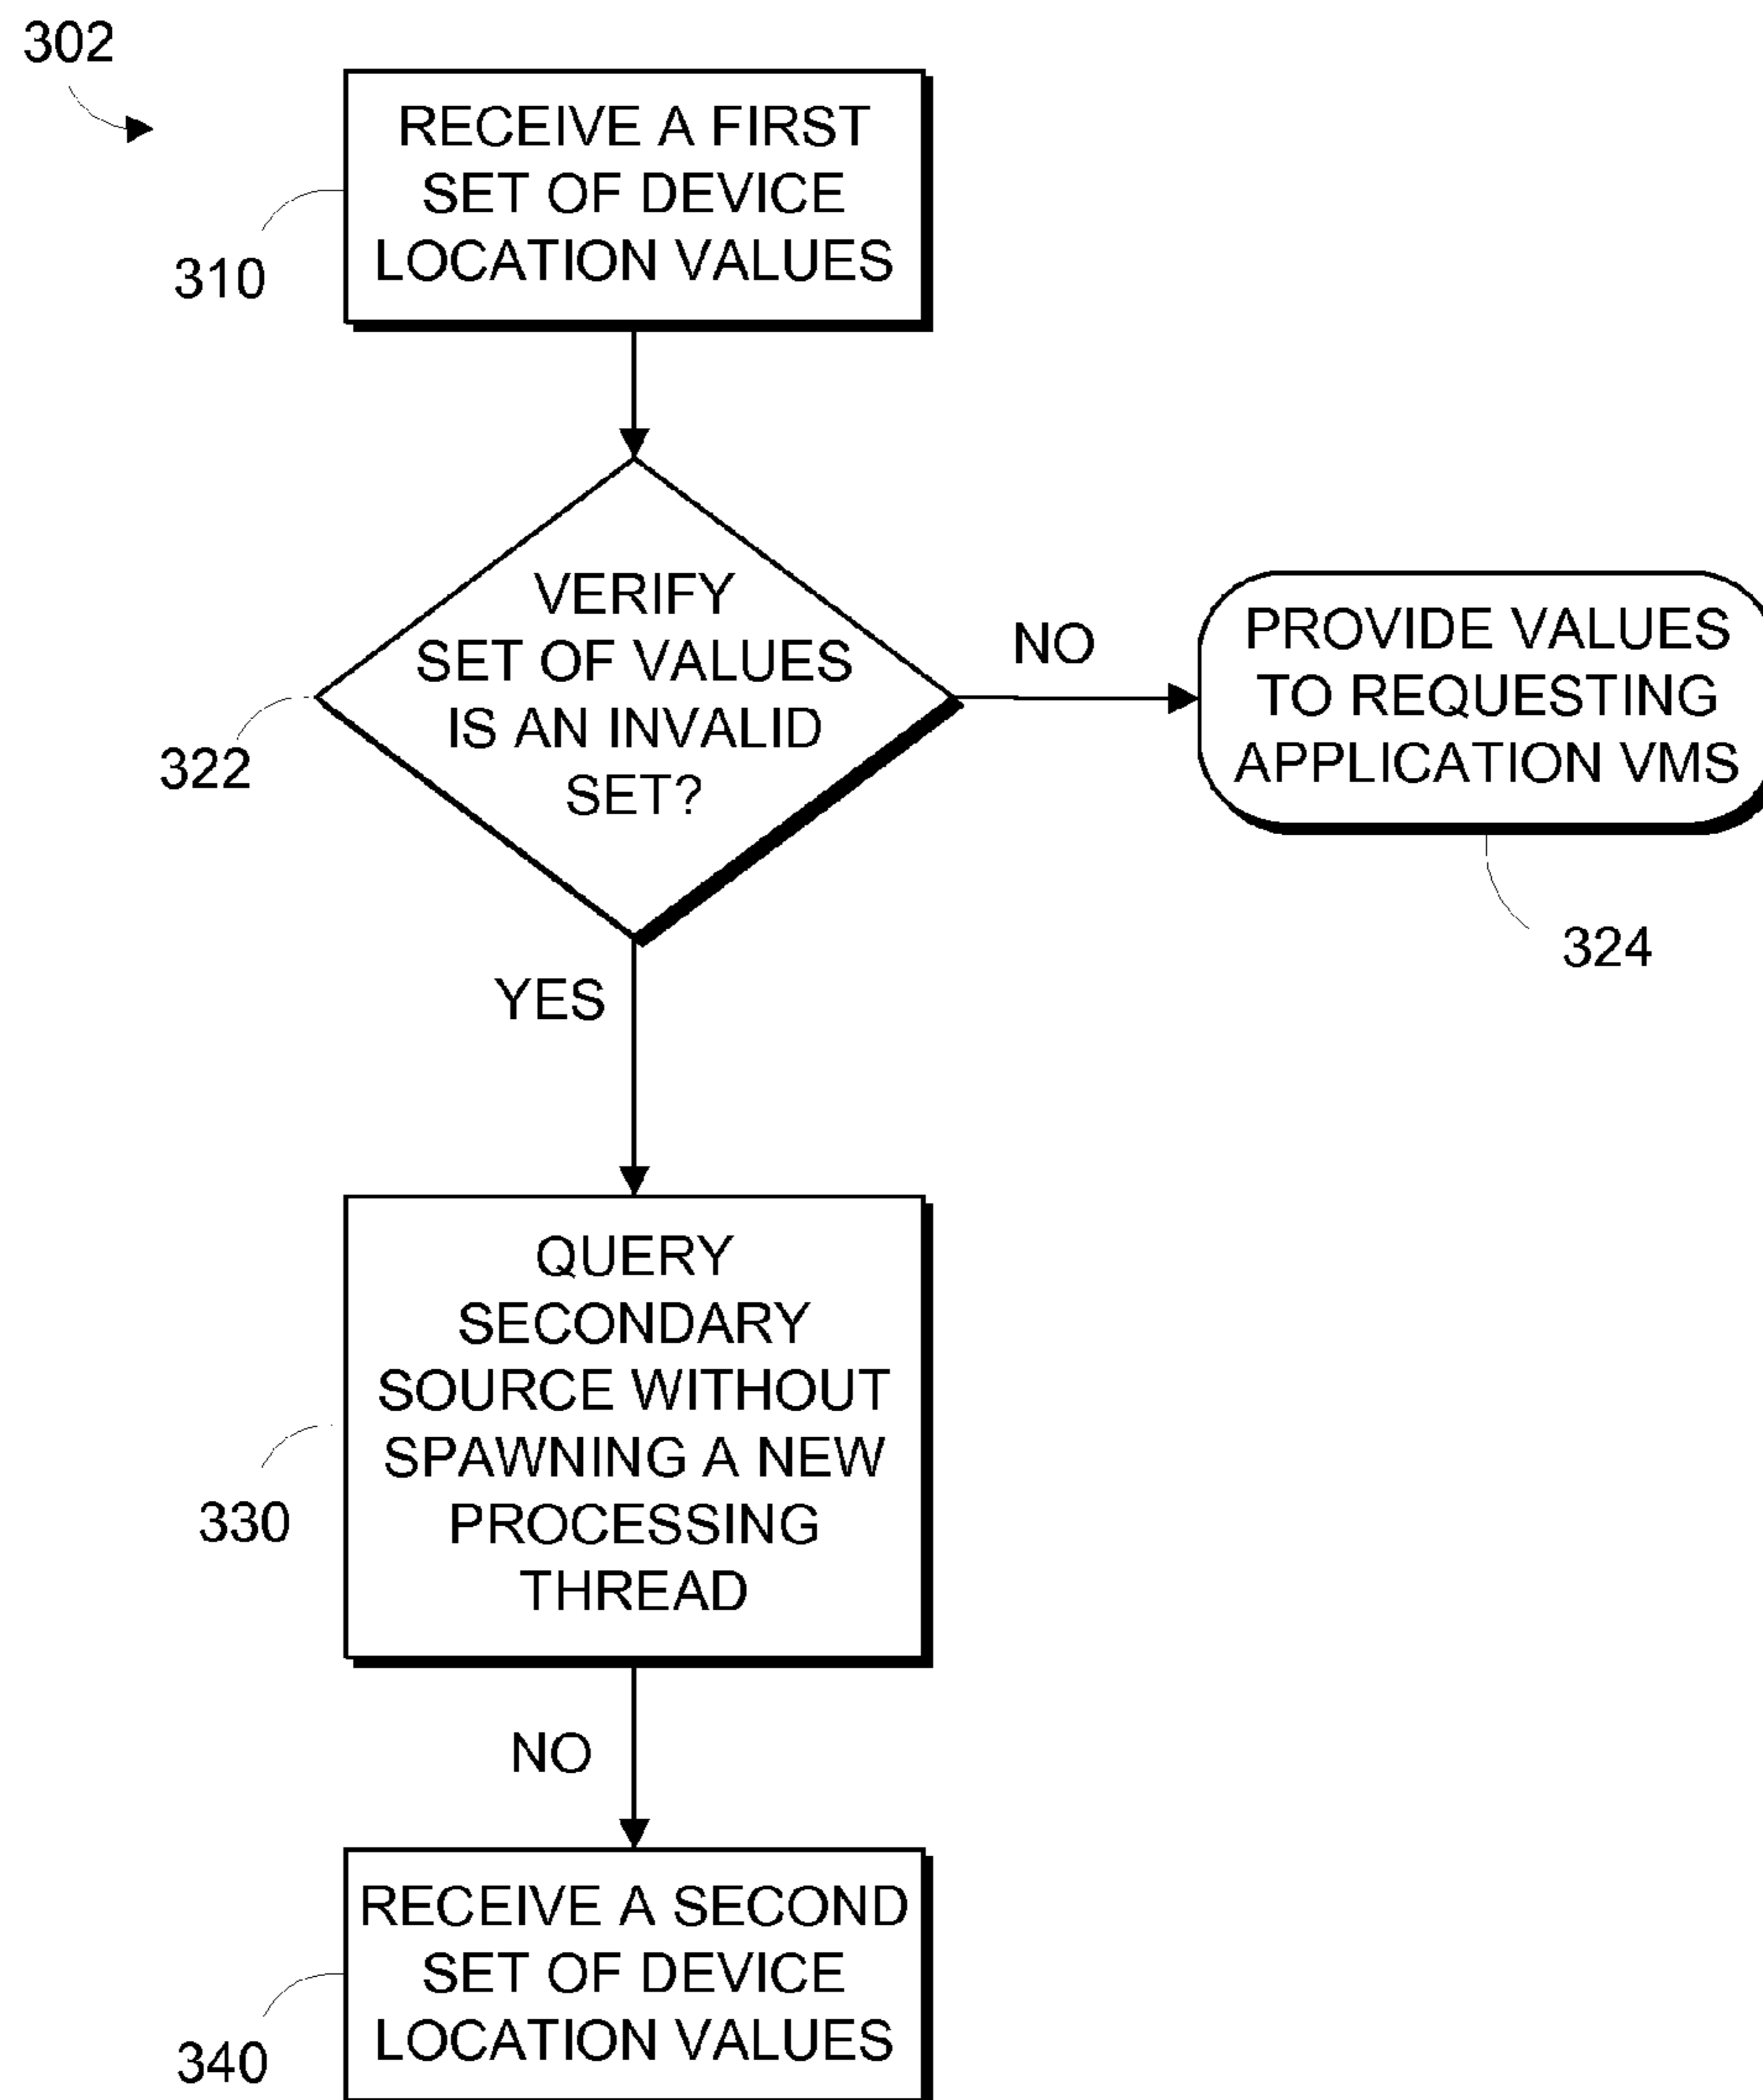 302
RECEIVE A FIRST
SET OF DEVICE
LOCATION VALUES
310
VERIFY
SET OF VALUES
IS AN INVALID
SET?
322
NO
PROVIDE VALUES
TO REQUESTING
APPLICATION VMS
324
YES
QUERY
SECONDARY
SOURCE WITHOUT
SPAWNING A NEW
PROCESSING
THREAD
330
NO
RECEIVE A SECOND
SET OF DEVICE
LOCATION VALUES
340